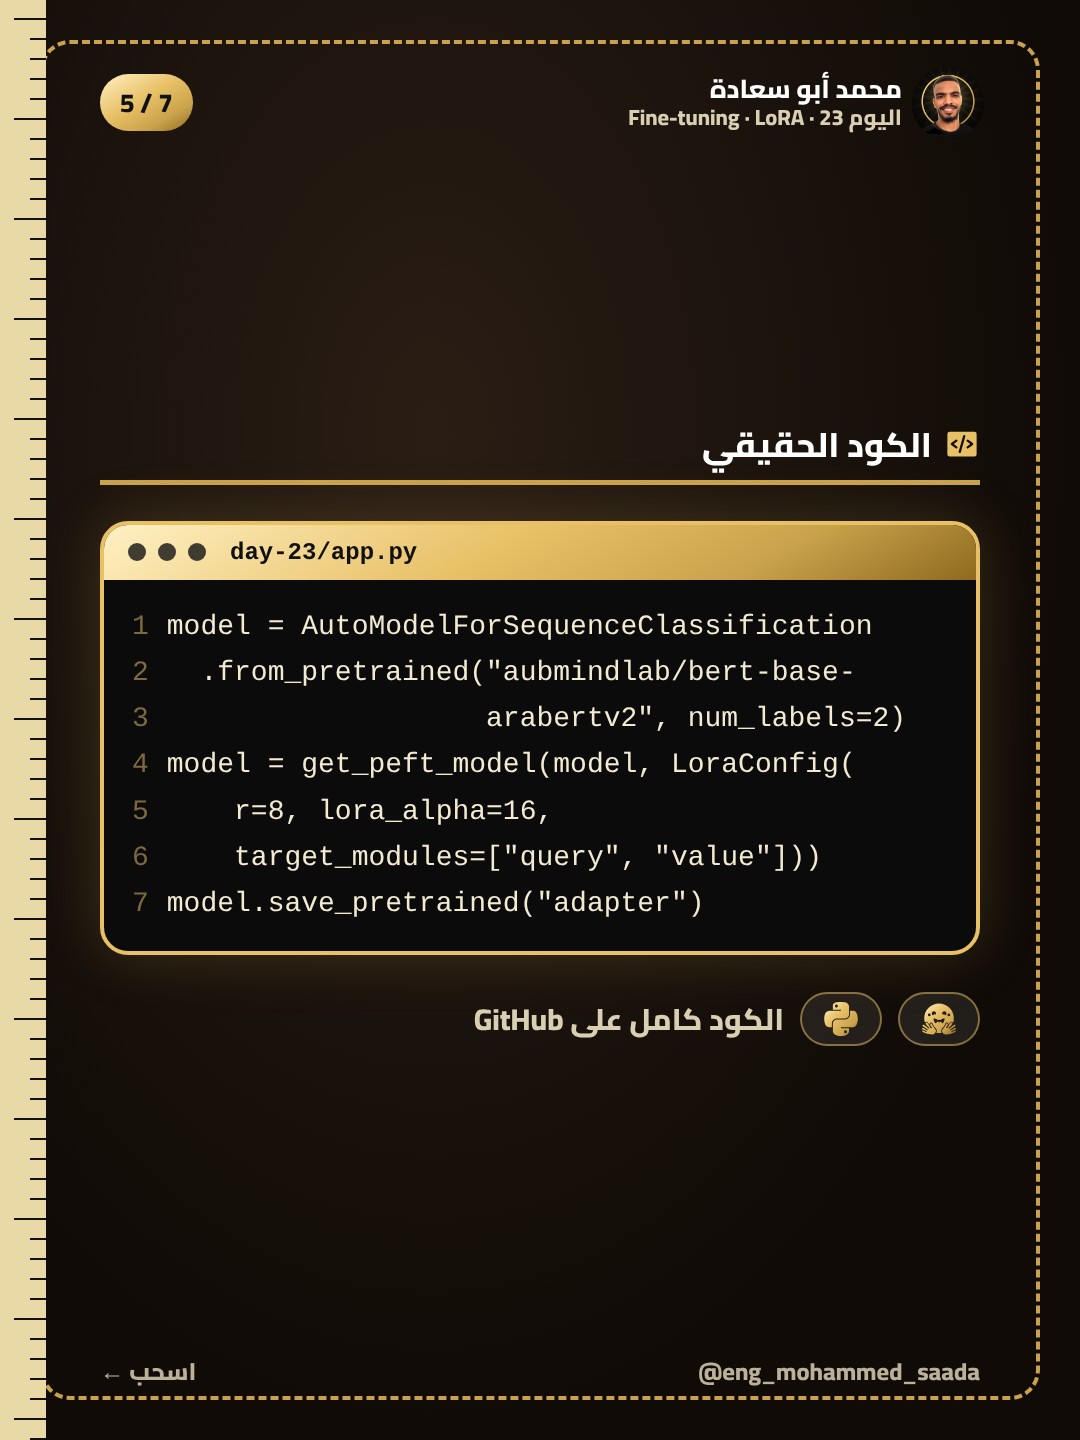 محمد أبو سعادة
اليوم 23 · Fine-tuning · LoRA
5 / 7
الكود الحقيقي
day-23/app.py
1 model = AutoModelForSequenceClassification
2   .from_pretrained("aubmindlab/bert-base-
3                    arabertv2", num_labels=2)
4 model = get_peft_model(model, LoraConfig(
5     r=8, lora_alpha=16,
6     target_modules=["query", "value"]))
7 model.save_pretrained("adapter")
الكود كامل على GitHub
@eng_mohammed_saada
اسحب ←